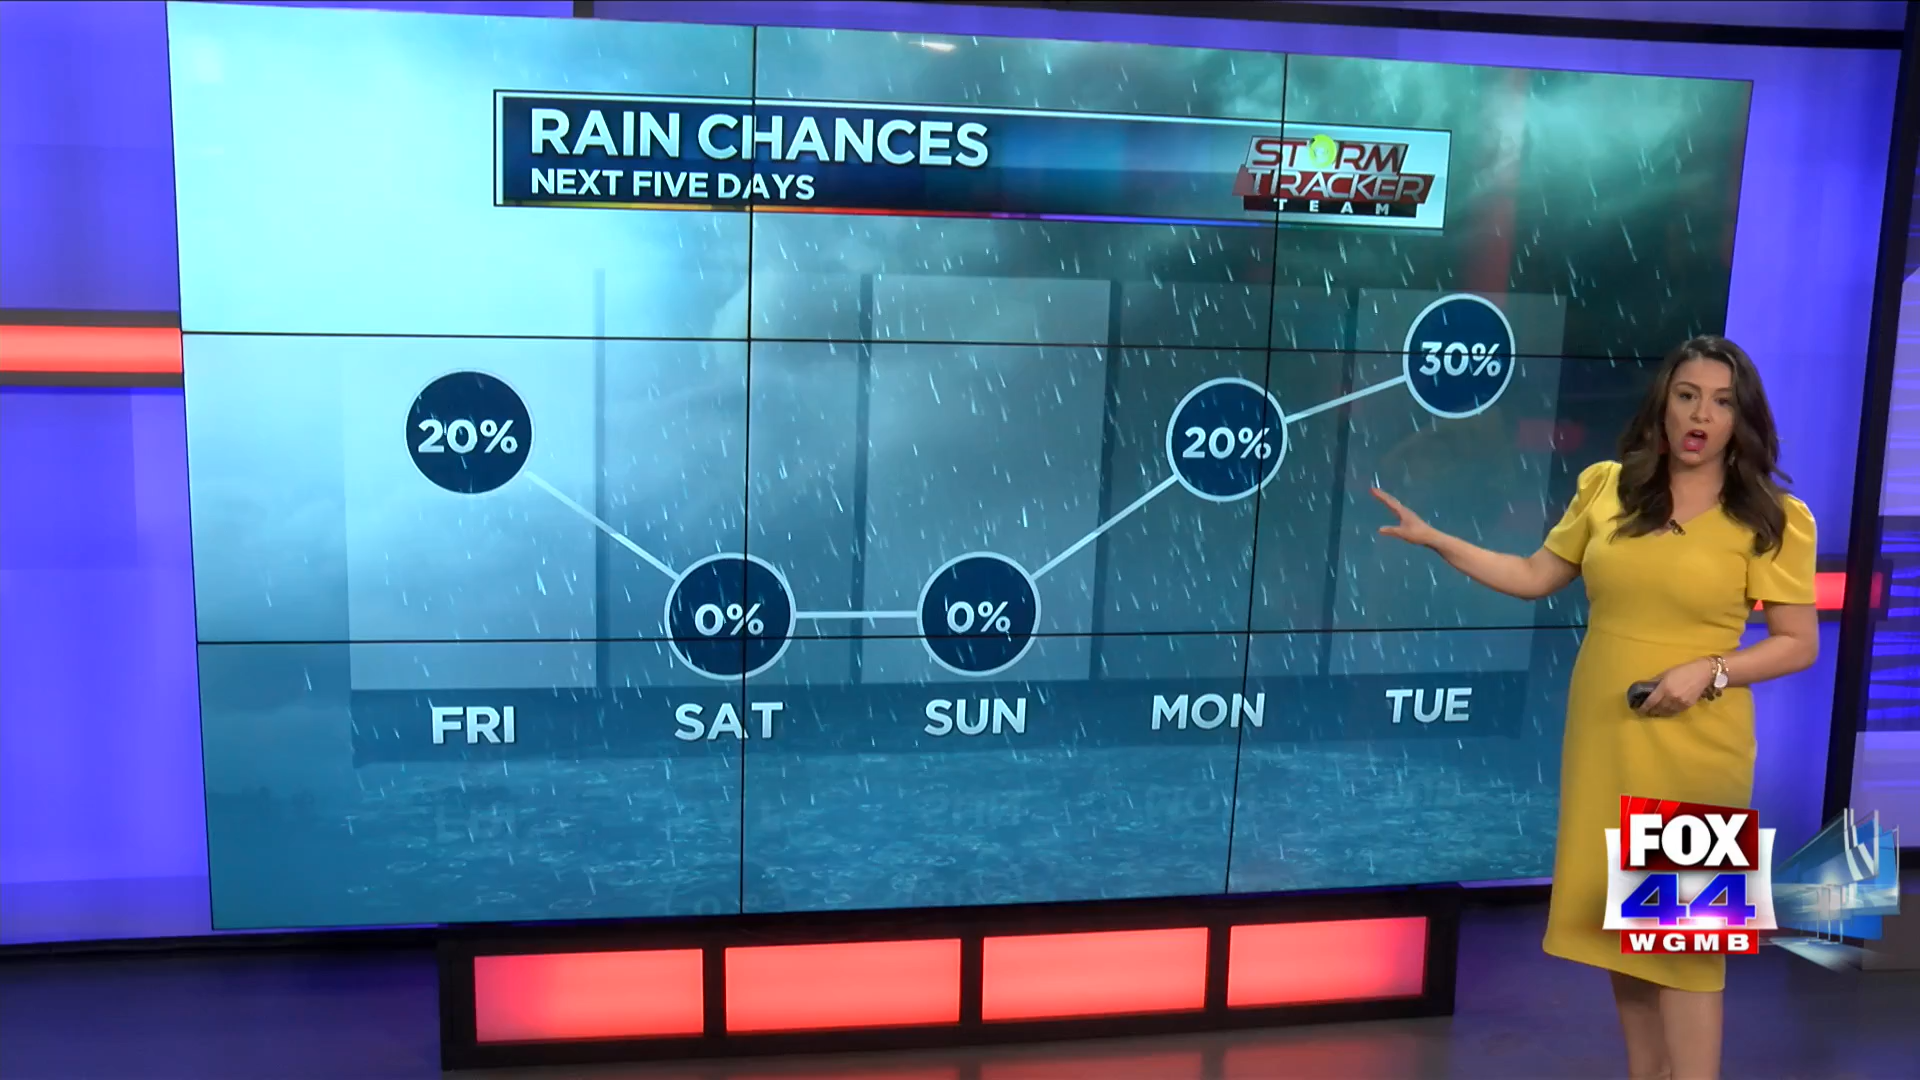 RAIN CHANCES
NEXT FIVE DAYS
STORM
TRACKER
TEAM
20%
0%
0%
20%
30%
FRI
SAT
SUN
MON
TUE
FOX
44
WGMB